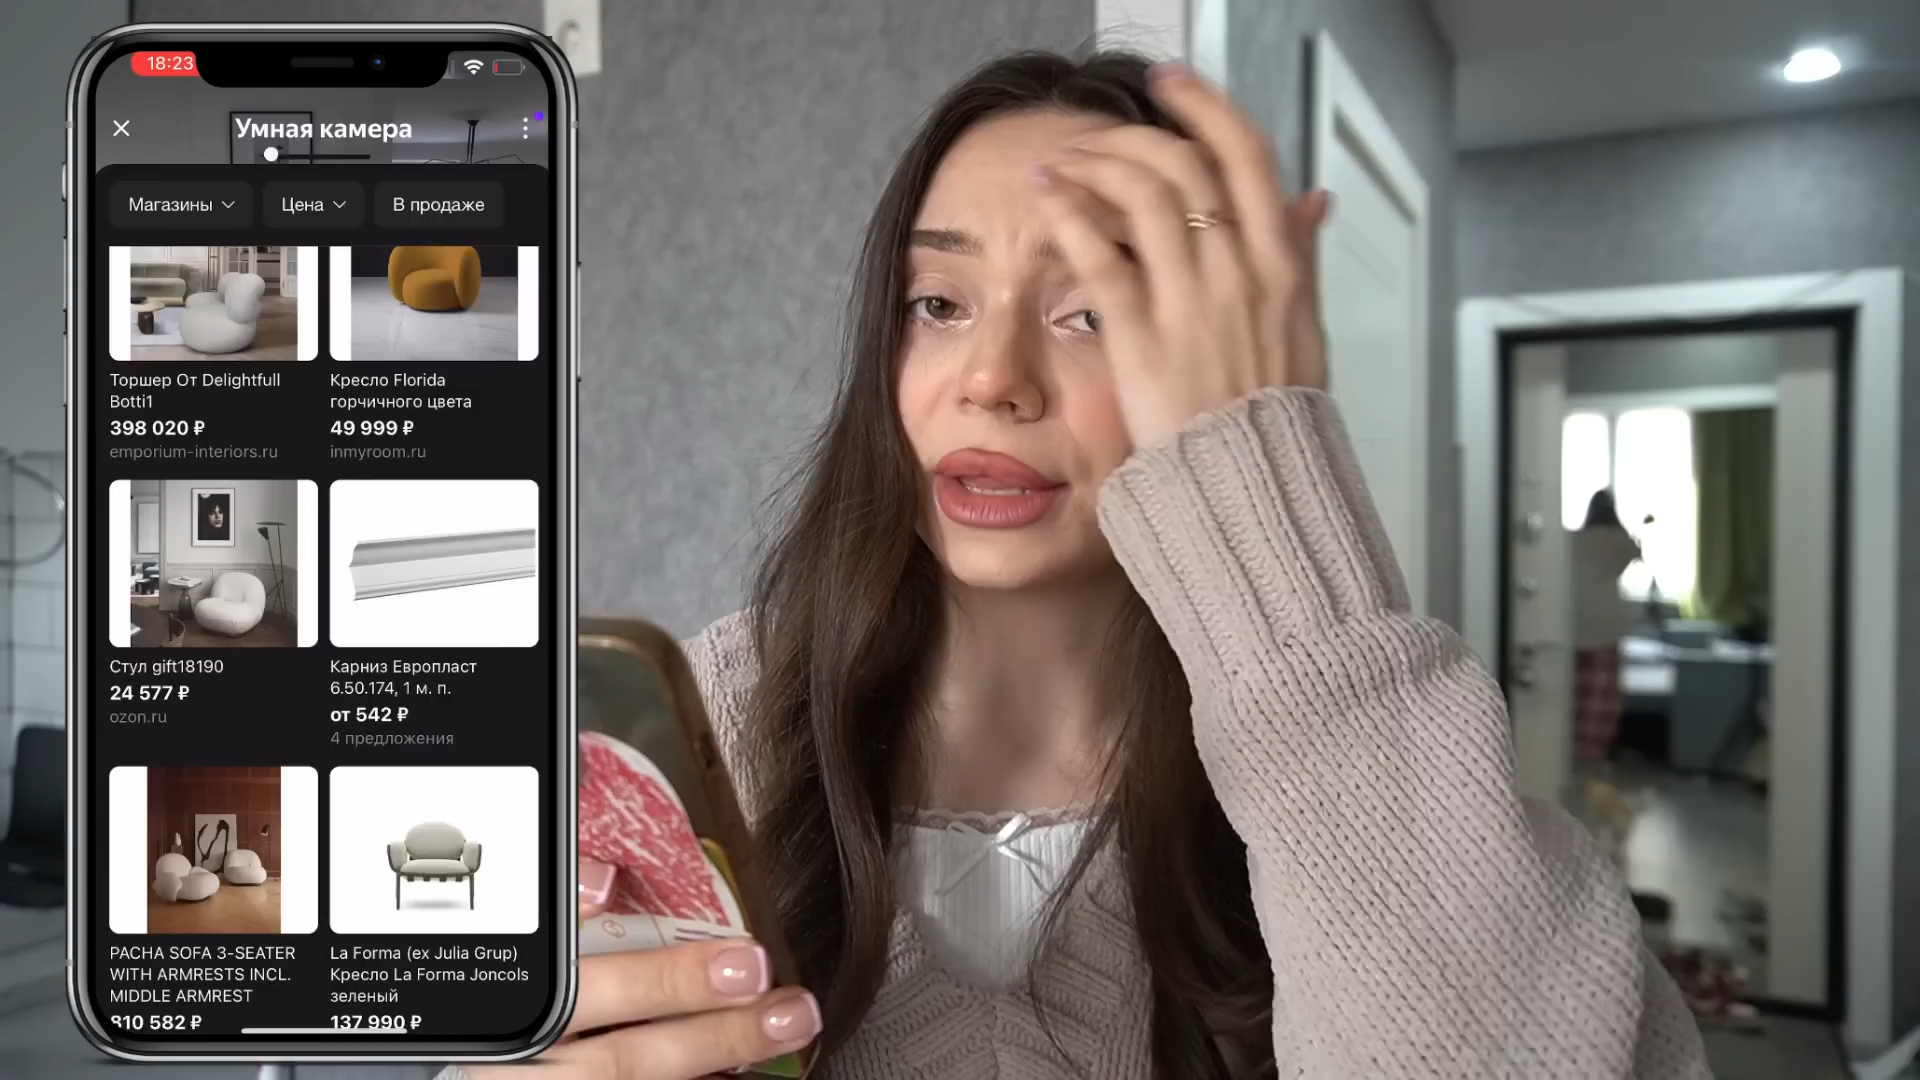 18:23
Умная камера
Магазины
Цена
В продаже
Торшер От Delightfull
Botti1
398 020 ₽
emporium-interiors.ru
Кресло Florida
горчичного цвета
49 999 ₽
inmyroom.ru
Стул gift18190
24 577 ₽
ozon.ru
Карниз Европласт
6.50.174, 1 м. п.
от 542 ₽
4 предложения
PACHA SOFA 3-SEATER
WITH ARMRESTS INCL.
MIDDLE ARMREST
810 582 ₽
La Forma (ex Julia Grup)
Кресло La Forma Joncols
зеленый
137 990 ₽